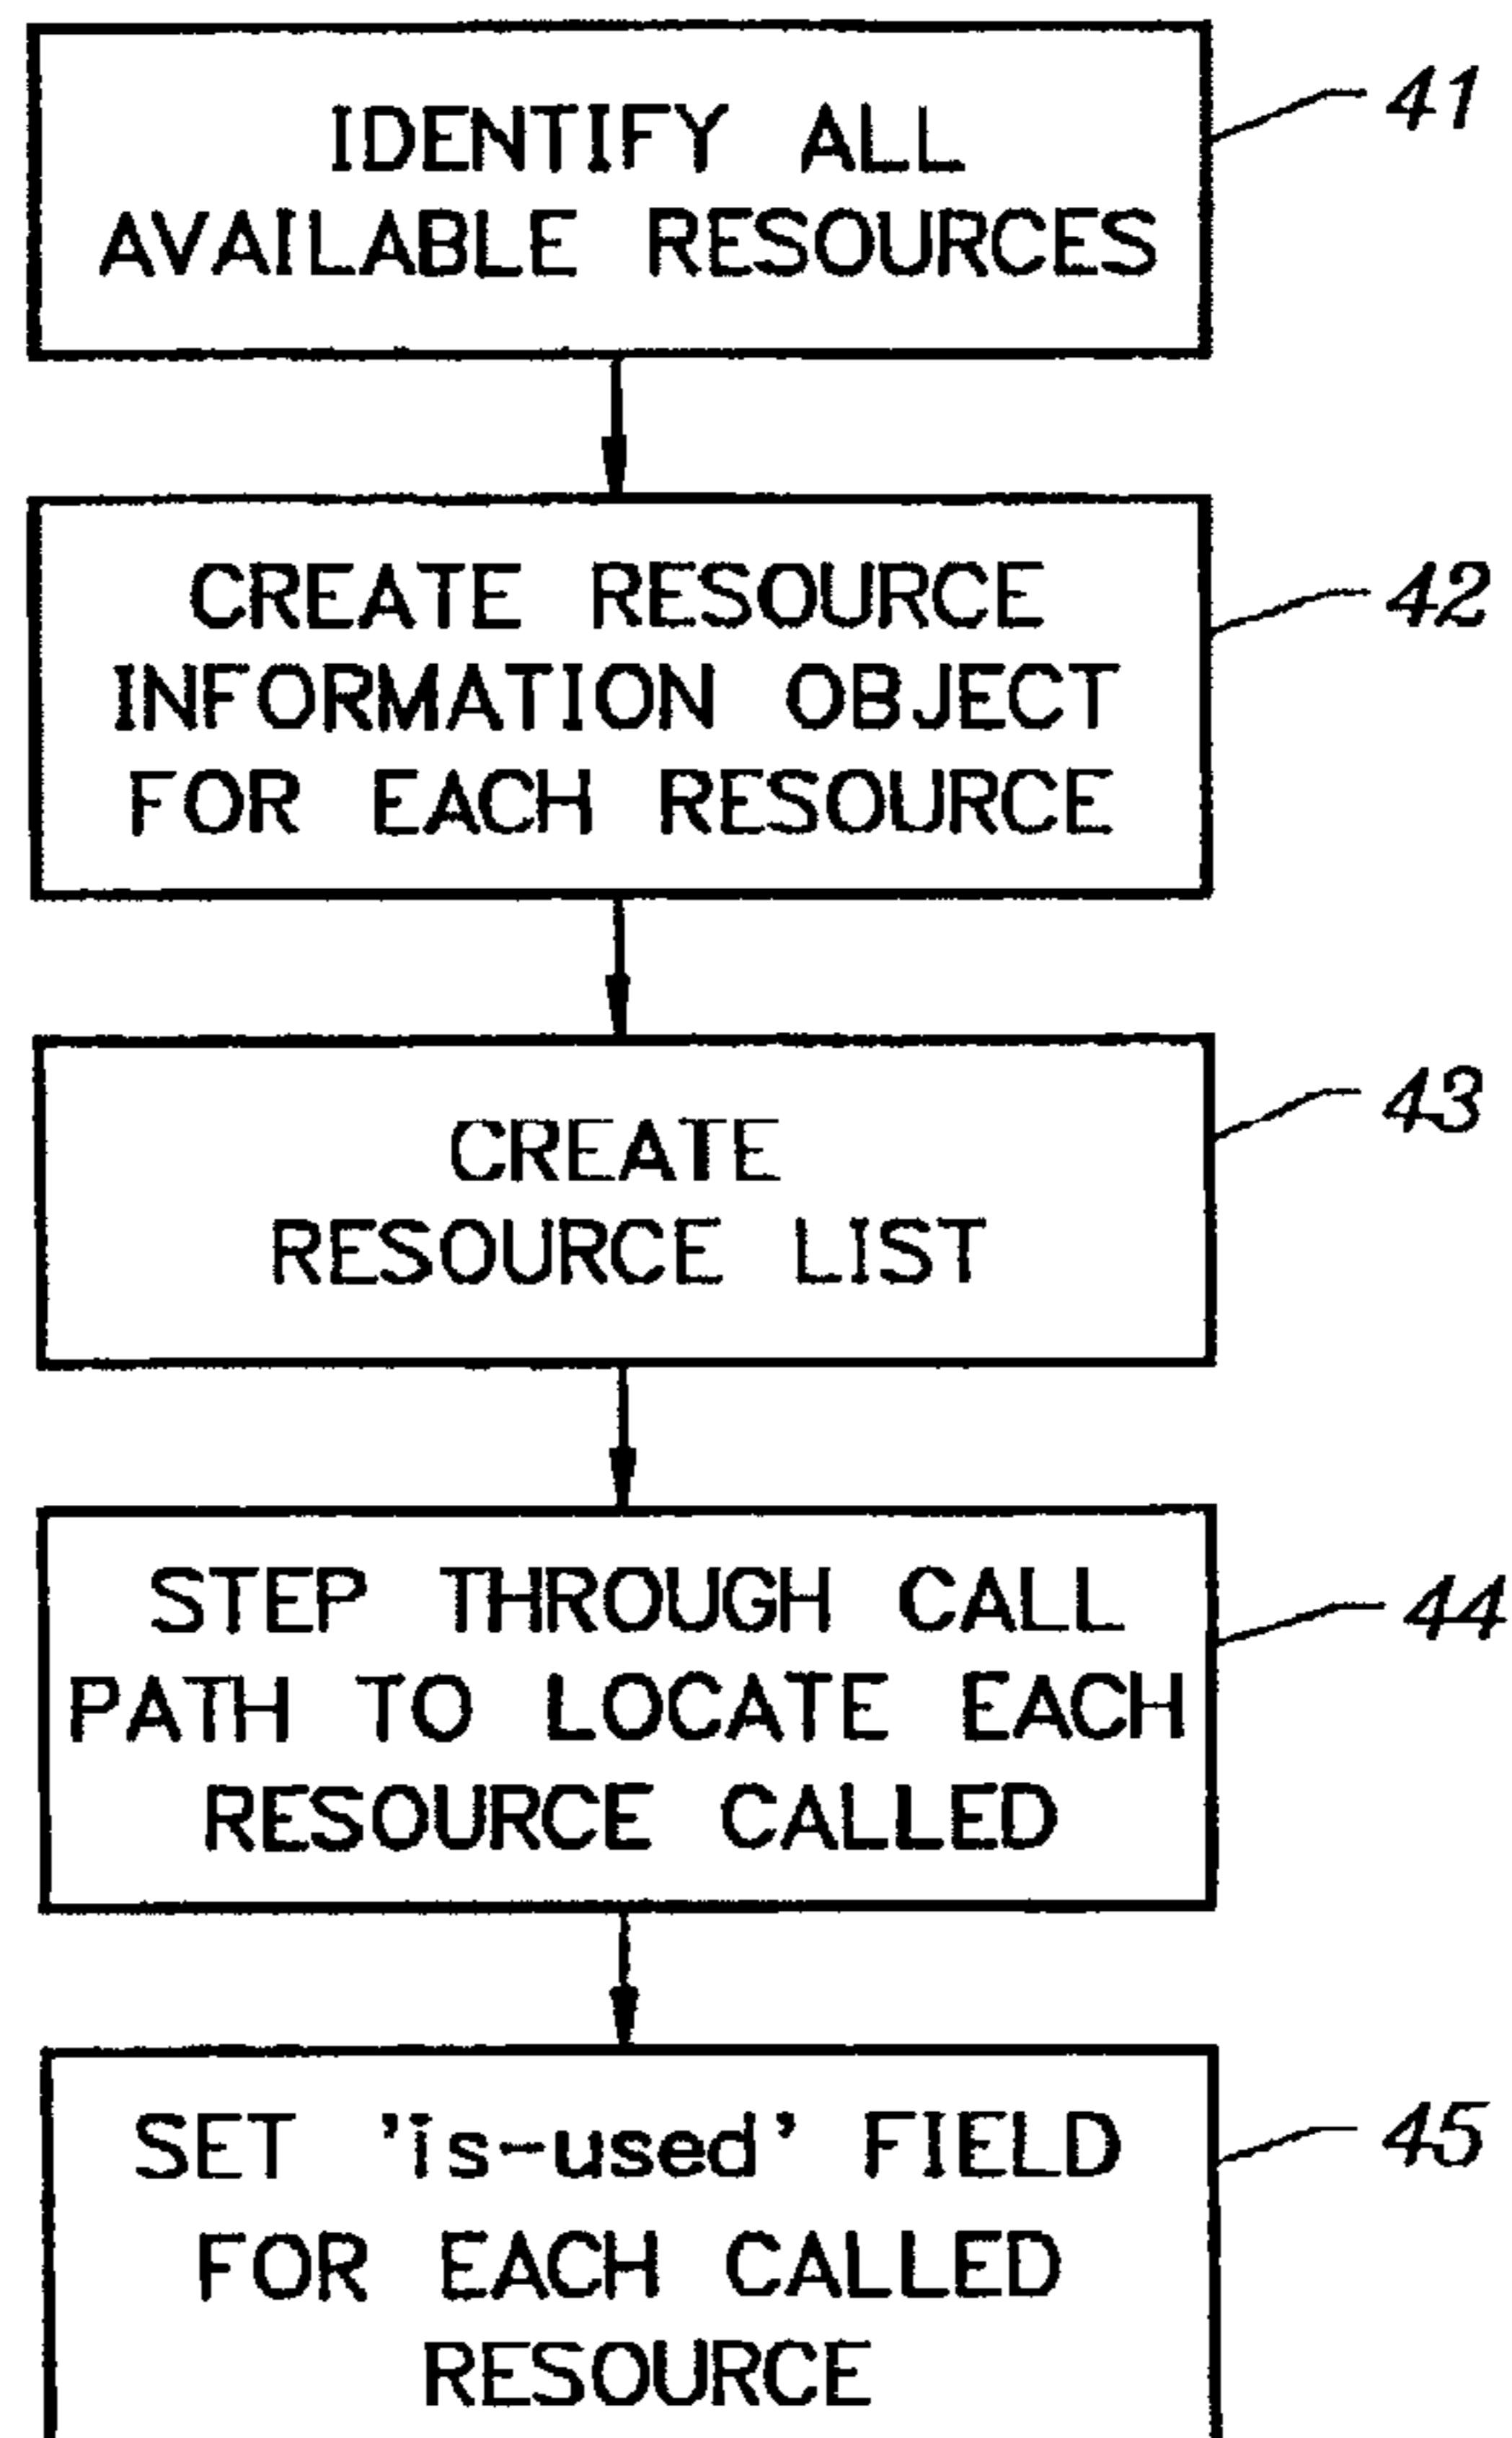 IDENTIFY ALL
AVAILABLE RESOURCES
41
CREATE RESOURCE
INFORMATION OBJECT
FOR EACH RESOURCE
42
CREATE
RESOURCE LIST
43
STEP THROUGH CALL
PATH TO LOCATE EACH
RESOURCE CALLED
44
SET 'is-used' FIELD
FOR EACH CALLED
RESOURCE
45